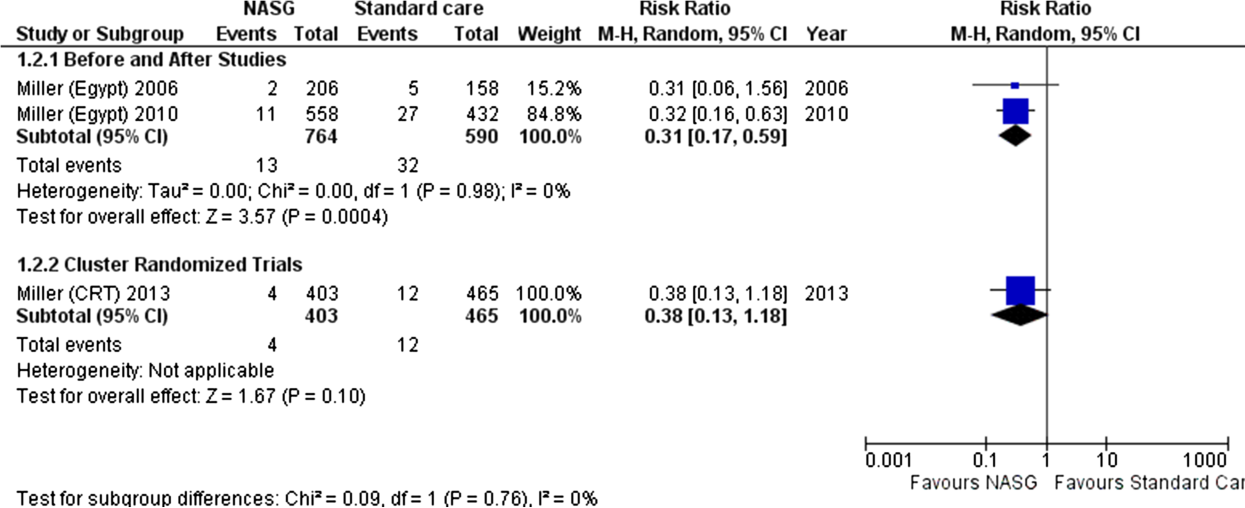 NASG Standard care Risk Ratio Risk Ratio
Study or Subgroup Events Total Events Total Weight M-H, Random, 95% CI Year M-H, Random, 95% CI
1.2.1 Before and After Studies
Miller (Egypt) 2006 2 206 5 158 15.2% 0.31 [0.06, 1.56] 2006
Miller (Egypt) 2010 11 558 27 432 84.8% 0.32 [0.16, 0.63] 2010
Subtotal (95% CI) 764 590 100.0% 0.31 [0.17, 0.59]
Total events 13 32
Heterogeneity: Tau² = 0.00; Chi² = 0.00, df = 1 (P = 0.98); I² = 0%
Test for overall effect: Z = 3.57 (P = 0.0004)
1.2.2 Cluster Randomized Trials
Miller (CRT) 2013 4 403 12 465 100.0% 0.38 [0.13, 1.18] 2013
Subtotal (95% CI) 403 465 100.0% 0.38 [0.13, 1.18]
Total events 4 12
Heterogeneity: Not applicable
Test for overall effect: Z = 1.67 (P = 0.10)
0.001 0.1 1 10 1000
Favours NASG Favours Standard Car
Test for subgroup differences: Chi² = 0.09, df = 1 (P = 0.76), I² = 0%